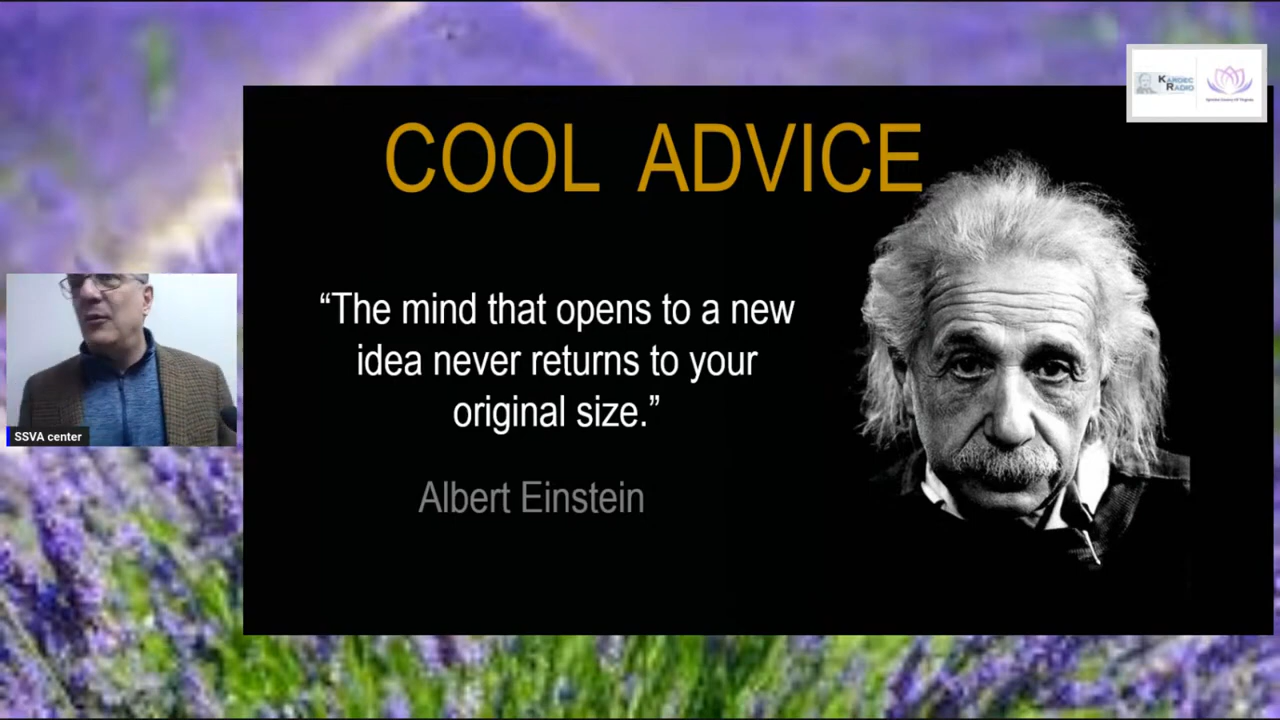 KARDEC
RADIO
COOL ADVICE
“The mind that opens to a new
idea never returns to your
original size.”
Albert Einstein
SSVA center